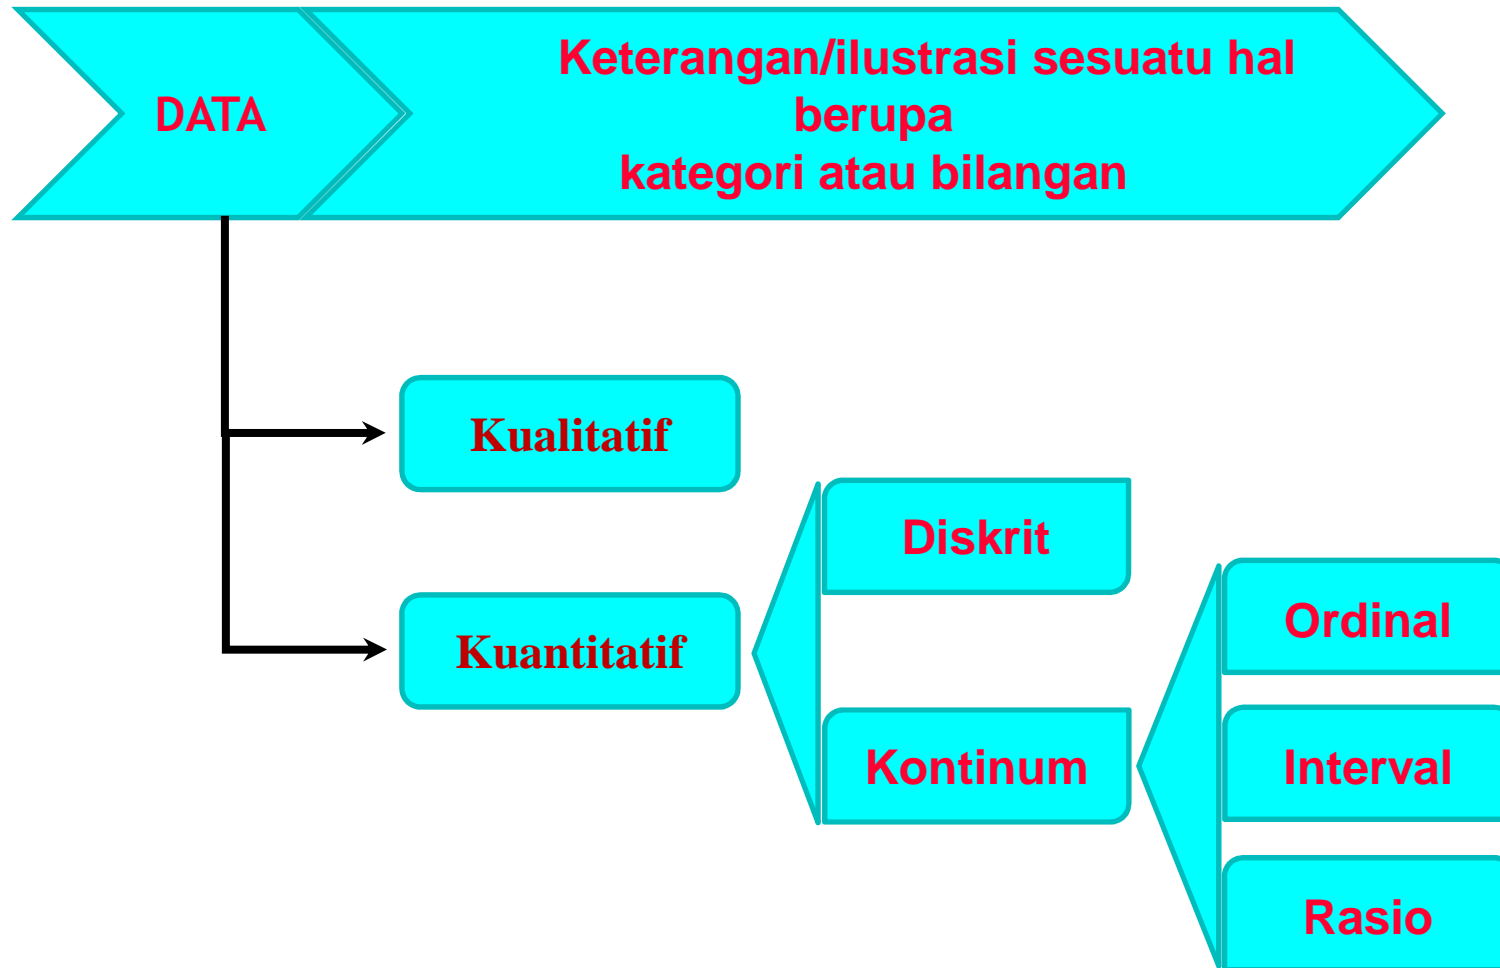 DATA
Keterangan/ilustrasi sesuatu hal
berupa
kategori atau bilangan
Kualitatif
Kuantitatif
Diskrit
Kontinum
Ordinal
Interval
Rasio